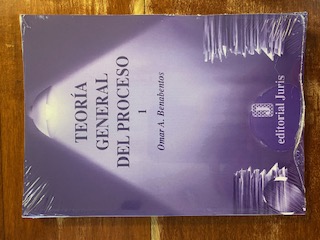 TEORÍA
GENERAL
DEL PROCESO
1
Omar A. Benabentos
editorial Juris